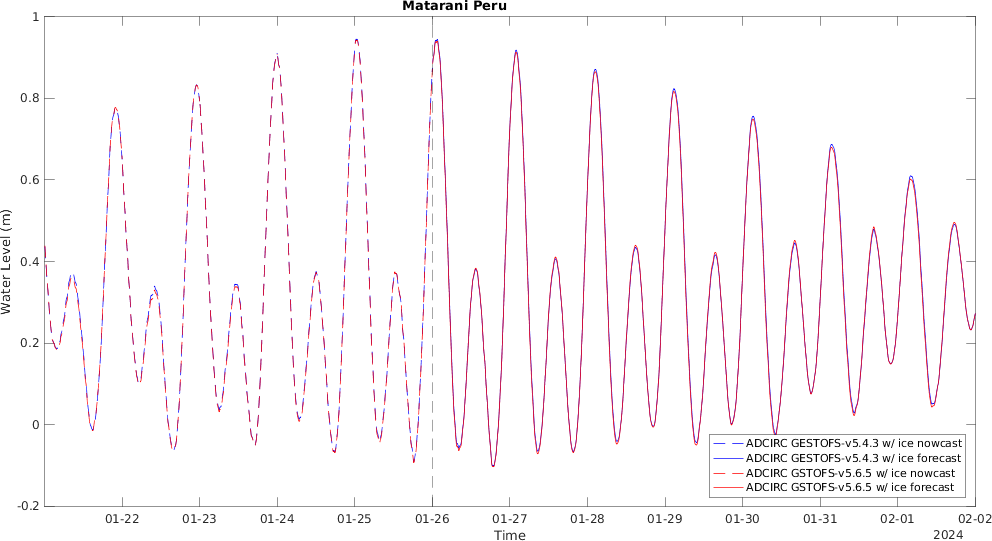 Matarani Peru
1
0.8
0.6
0.4
0.2
0
-0.2
Water Level (m)
ADCIRC GESTOFS-v5.4.3 w/ ice nowcast
ADCIRC GESTOFS-v5.4.3 w/ ice forecast
ADCIRC GSTOFS-v5.6.5 w/ ice nowcast
ADCIRC GSTOFS-v5.6.5 w/ ice forecast
01-22 01-23 01-24 01-25 01-26 01-27 01-28 01-29 01-30 01-31 02-01 02-02
Time
2024